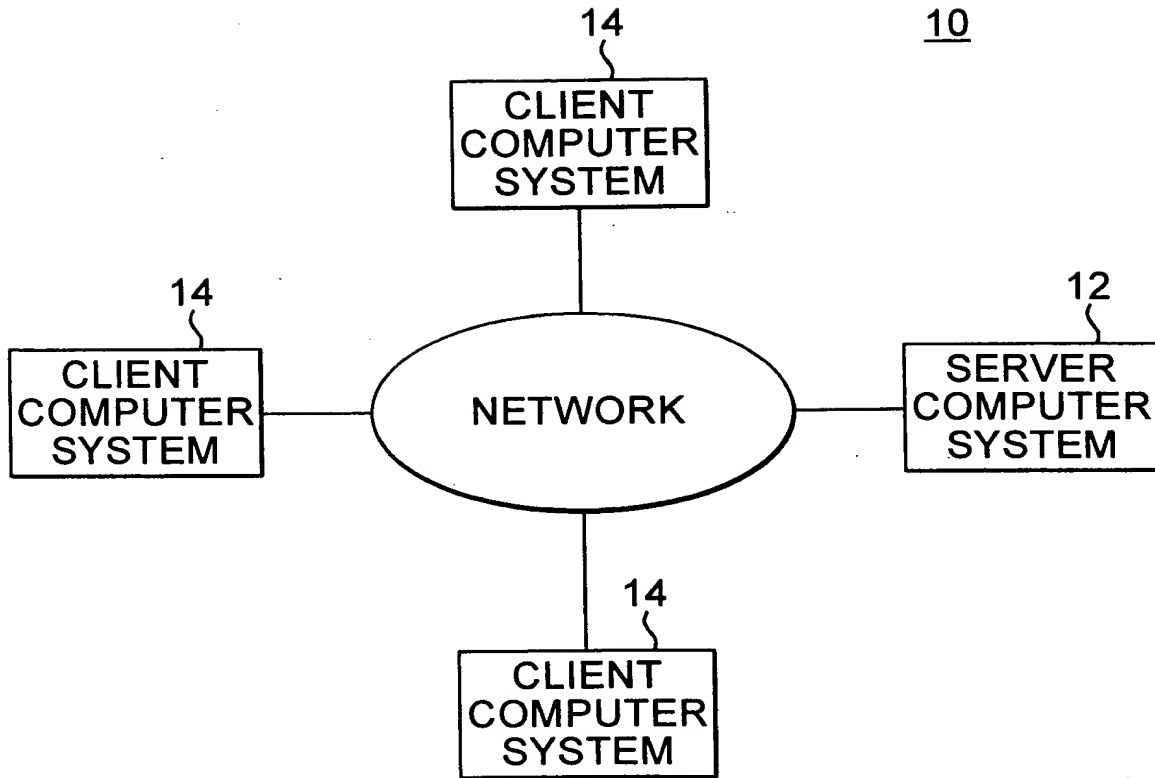 14
10
CLIENT
COMPUTER
SYSTEM
14
CLIENT
COMPUTER
SYSTEM
NETWORK
12
SERVER
COMPUTER
SYSTEM
14
CLIENT
COMPUTER
SYSTEM